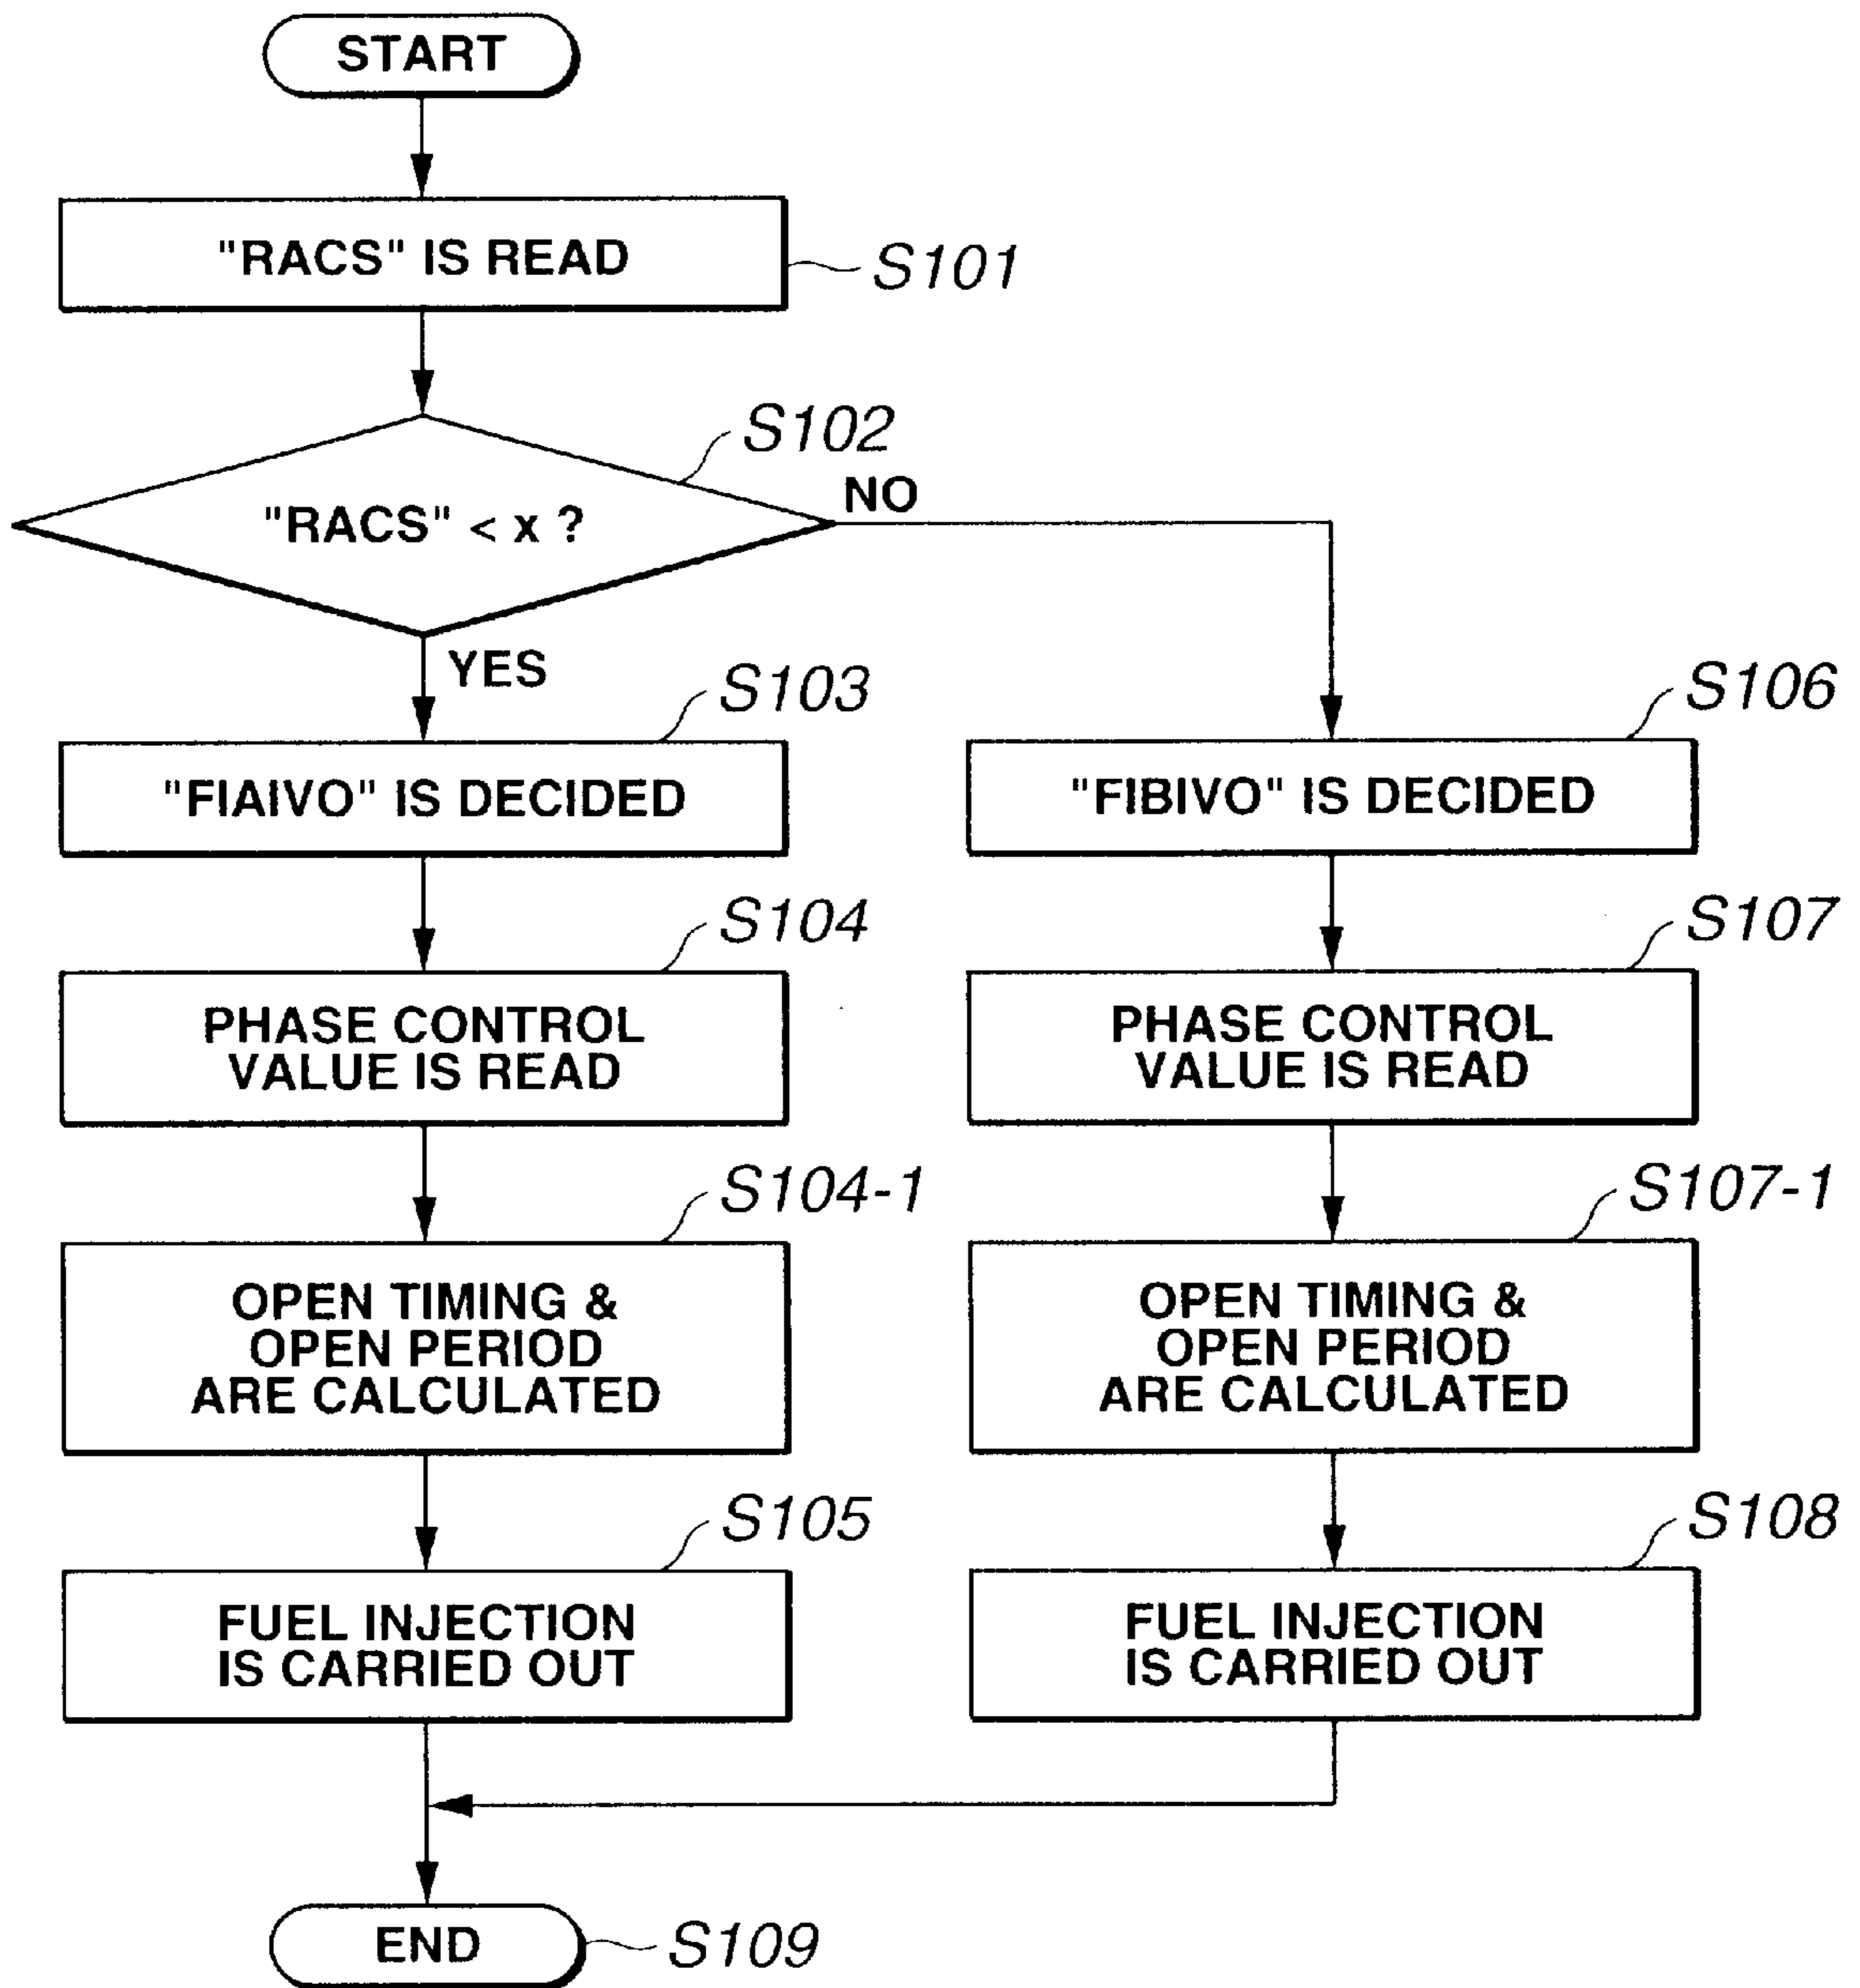 START
"RACS" IS READ
S101
S102
"RACS" < x ?
NO
YES
S103
"FIAIVO" IS DECIDED
S106
"FIBIVO" IS DECIDED
S104
PHASE CONTROL
VALUE IS READ
S107
PHASE CONTROL
VALUE IS READ
S104-1
OPEN TIMING &
OPEN PERIOD
ARE CALCULATED
S107-1
OPEN TIMING &
OPEN PERIOD
ARE CALCULATED
S105
FUEL INJECTION
IS CARRIED OUT
S108
FUEL INJECTION
IS CARRIED OUT
END
S109